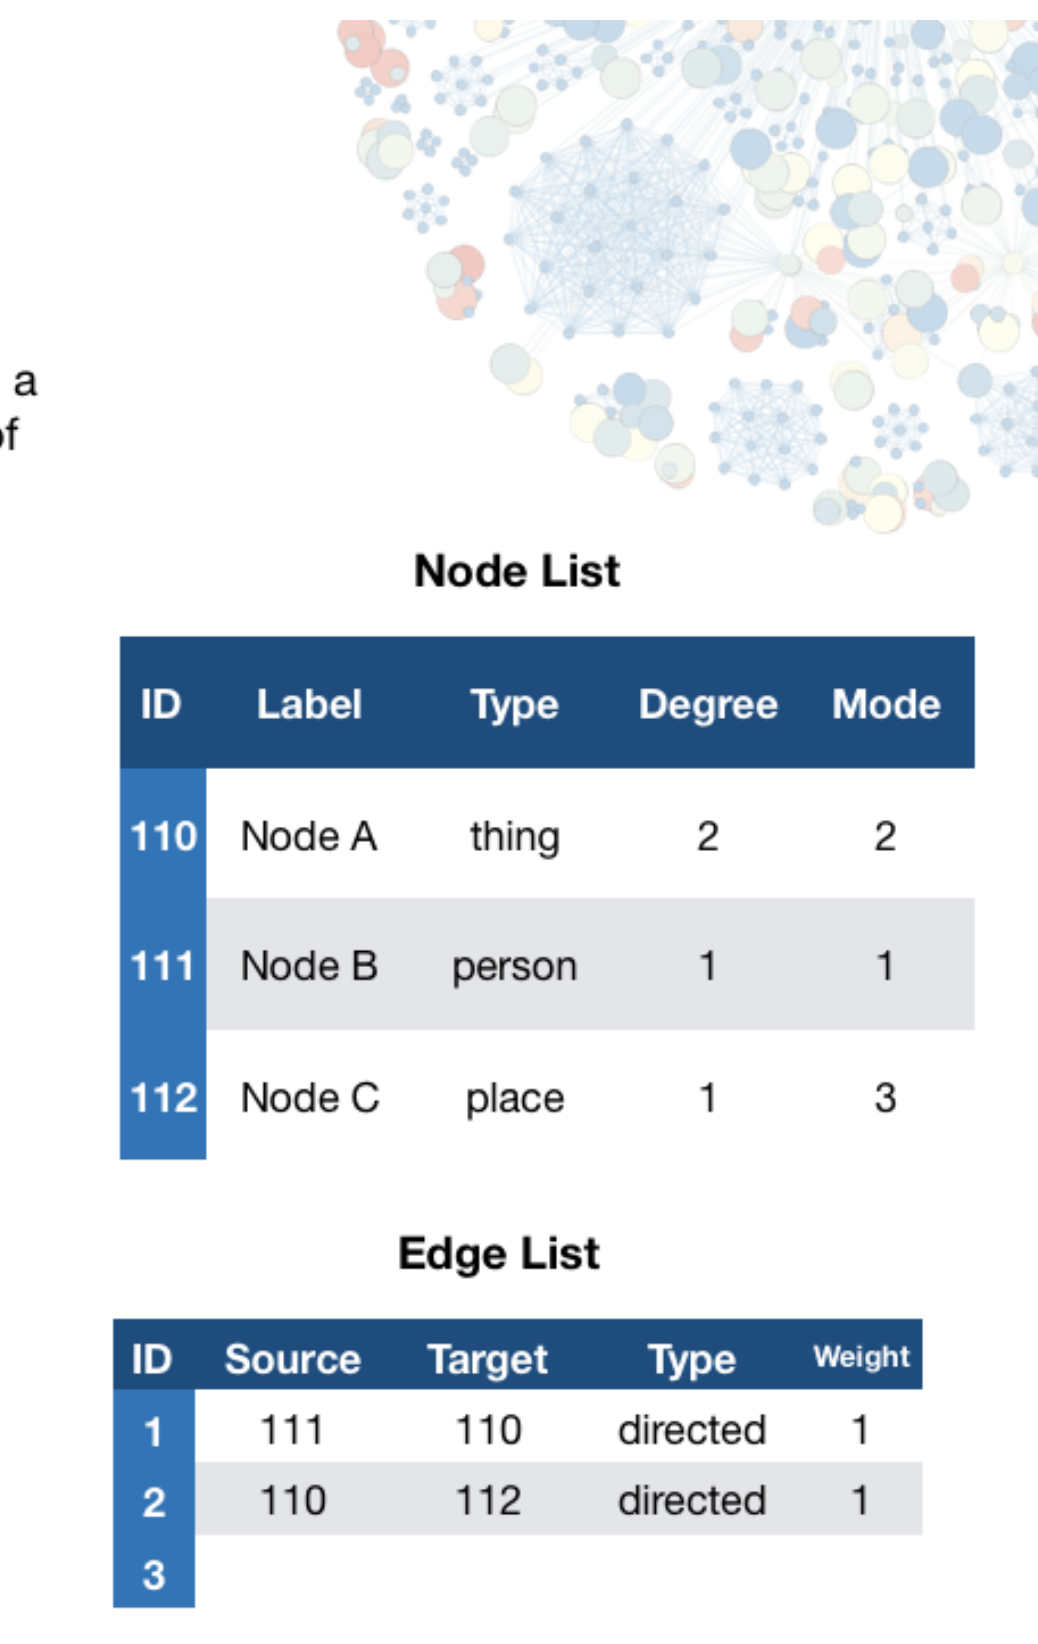 a
of
Node List
ID Label Type Degree Mode
110 Node A thing 2 2
111 Node B person 1 1
112 Node C place 1 3
Edge List
ID Source Target Type Weight
1 111 110 directed 1
2 110 112 directed 1
3